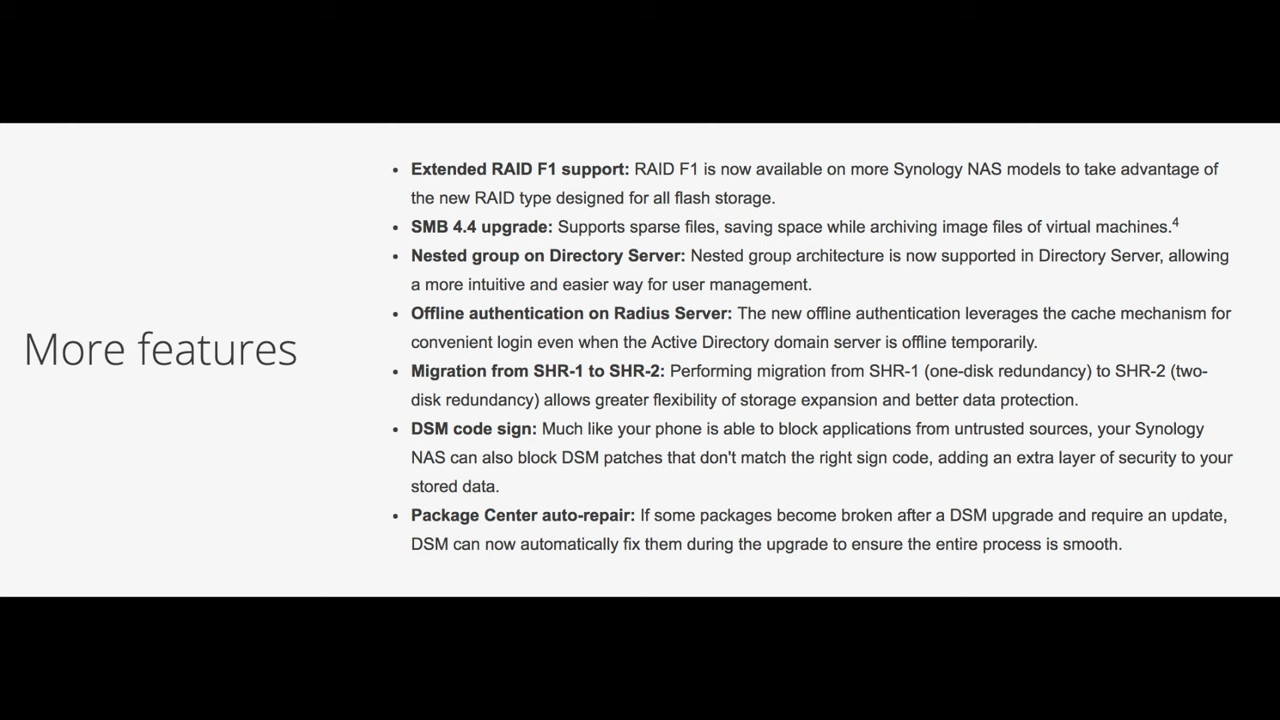 More features
• Extended RAID F1 support: RAID F1 is now available on more Synology NAS models to take advantage of
the new RAID type designed for all flash storage.
• SMB 4.4 upgrade: Supports sparse files, saving space while archiving image files of virtual machines.4
• Nested group on Directory Server: Nested group architecture is now supported in Directory Server, allowing
a more intuitive and easier way for user management.
• Offline authentication on Radius Server: The new offline authentication leverages the cache mechanism for
convenient login even when the Active Directory domain server is offline temporarily.
• Migration from SHR-1 to SHR-2: Performing migration from SHR-1 (one-disk redundancy) to SHR-2 (two-
disk redundancy) allows greater flexibility of storage expansion and better data protection.
• DSM code sign: Much like your phone is able to block applications from untrusted sources, your Synology
NAS can also block DSM patches that don't match the right sign code, adding an extra layer of security to your
stored data.
• Package Center auto-repair: If some packages become broken after a DSM upgrade and require an update,
DSM can now automatically fix them during the upgrade to ensure the entire process is smooth.